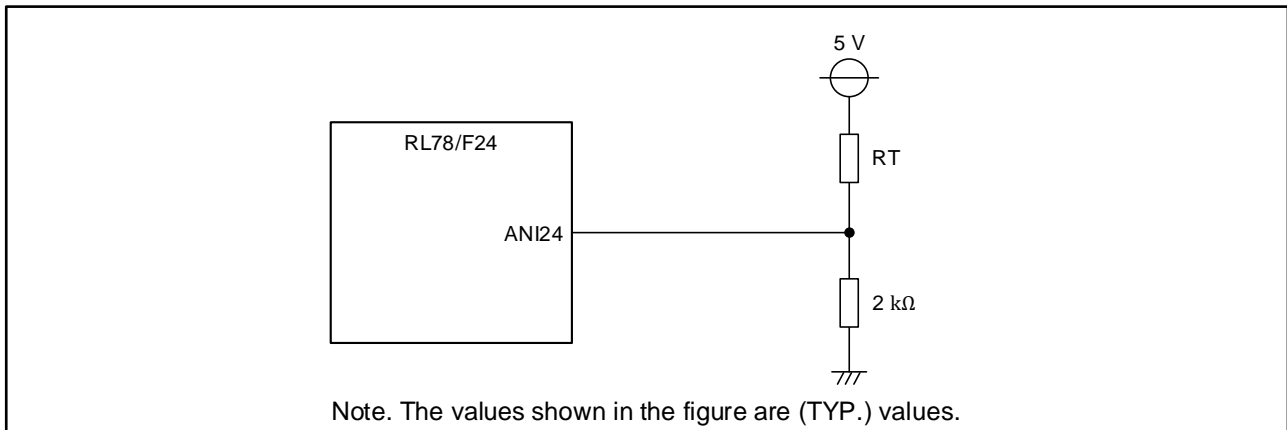 5 V
RL78/F24
RT
ANI24
2 kΩ
Note. The values shown in the figure are (TYP.) values.